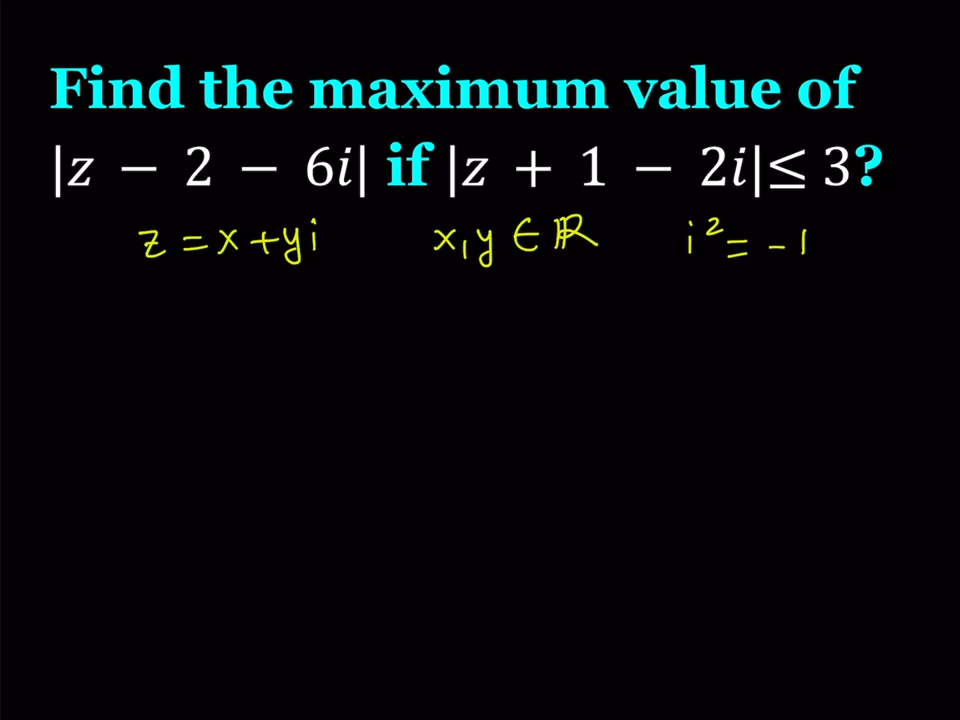 Find the maximum value of
|z − 2 − 6i| if |z + 1 − 2i|≤ 3?
z = x + yi x, y ∈ ℝ i² = −1